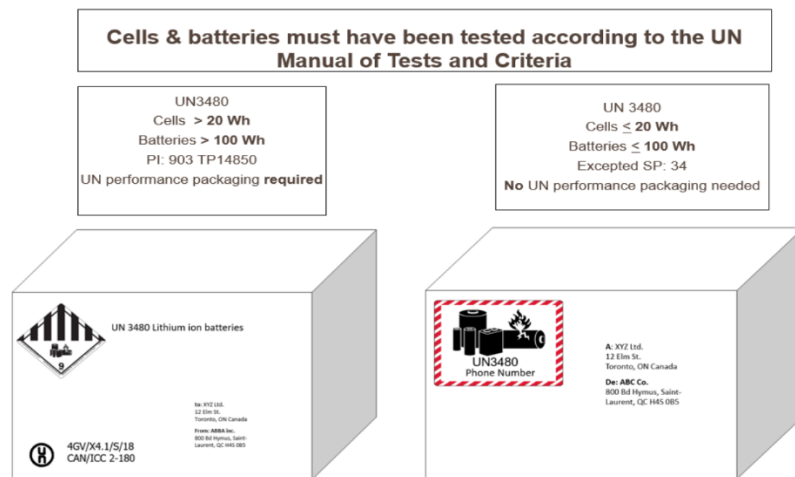 Cells & batteries must have been tested according to the UN
Manual of Tests and Criteria
UN3480
Cells > 20 Wh
Batteries > 100 Wh
PI: 903 TP14850
UN performance packaging required
UN 3480
Cells ≤ 20 Wh
Batteries ≤ 100 Wh
Excepted SP: 34
No UN performance packaging needed
UN 3480 Lithium ion batteries
9
to: XYZ Ltd.
12 Elm St.
Toronto, ON Canada
From: ABBA Inc.
800 Bd Hymus, Saint-
Laurent, QC H4S 0B5
un
4GV/X4.1/S/18
CAN/ICC 2-180
UN3480
Phone Number
A: XYZ Ltd.
12 Elm St.
Toronto, ON Canada
De: ABC Co.
800 Bd Hymus, Saint-
Laurent, QC H4S 0B5